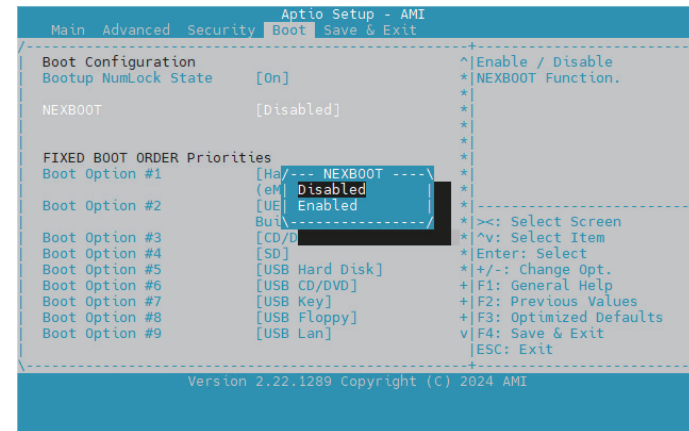 Aptio Setup - AMI
Main Advanced Security Boot Save & Exit
/---------------------------------------------------+-----------------------
Boot Configuration ^|Enable / Disable
Bootup NumLock State [On] *|NEXBOOT Function.
*|
NEXBOOT [Disabled] *|
*|
*|
FIXED BOOT ORDER Priorities *|
Boot Option #1 [Ha/--- NEXBOOT ----\ *|
(eM| Disabled | *|
Boot Option #2 [UE| Enabled | *|-----------------------
Bui\----------------/ *|><: Select Screen
Boot Option #3 [CD/D *|^v: Select Item
Boot Option #4 [SD] *|Enter: Select
Boot Option #5 [USB Hard Disk] *|+/-: Change Opt.
Boot Option #6 [USB CD/DVD] +|F1: General Help
Boot Option #7 [USB Key] +|F2: Previous Values
Boot Option #8 [USB Floppy] +|F3: Optimized Defaults
Boot Option #9 [USB Lan] v|F4: Save & Exit
|ESC: Exit
\---------------------------------------------------+-----------------------
Version 2.22.1289 Copyright (C) 2024 AMI